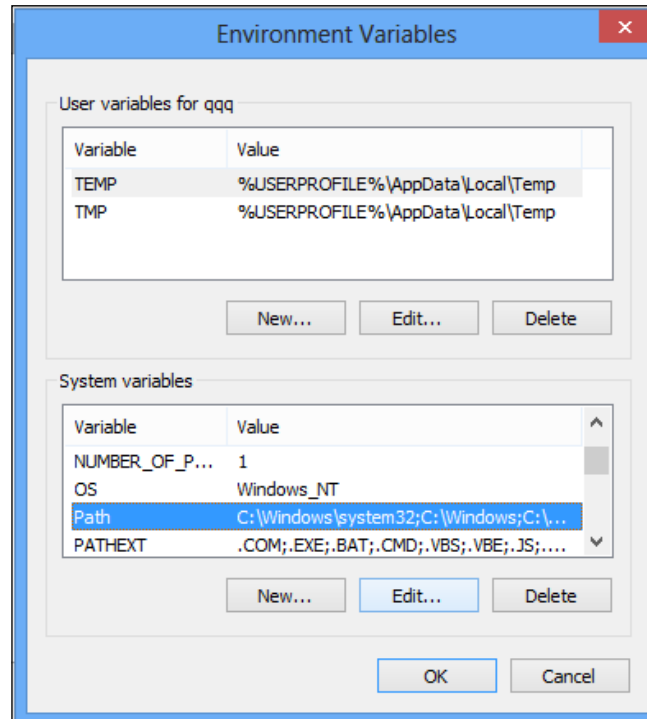 Environment Variables
x
User variables for qqq
Variable Value
TEMP %USERPROFILE%\AppData\Local\Temp
TMP %USERPROFILE%\AppData\Local\Temp
New... Edit... Delete
System variables
Variable Value
NUMBER_OF_P... 1
OS Windows_NT
Path C:\Windows\system32;C:\Windows;C:\...
PATHEXT .COM;.EXE;.BAT;.CMD;.VBS;.VBE;.JS;....
New... Edit... Delete
OK Cancel